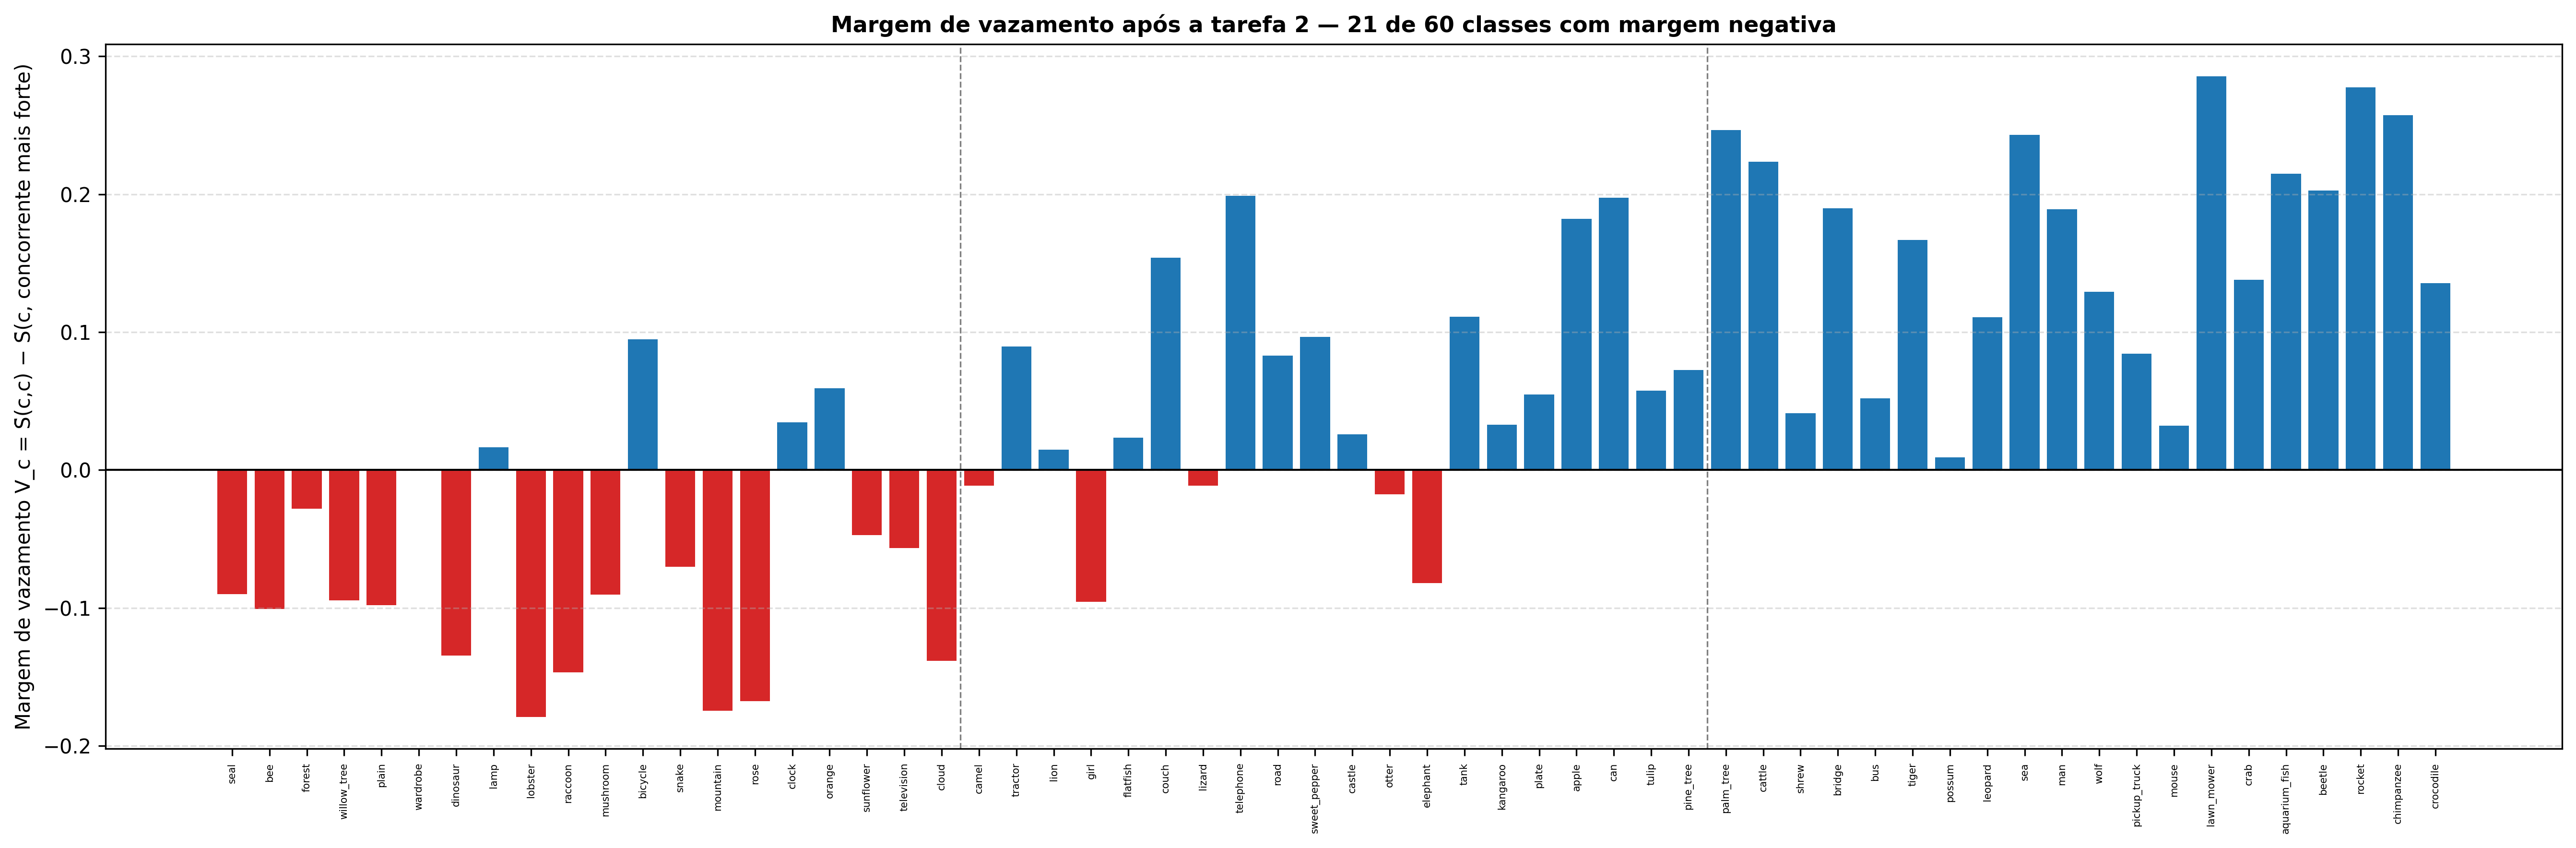 Margem de vazamento após a tarefa 2 — 21 de 60 classes com margem negativa
Margem de vazamento V_c = S(c,c) − S(c, concorrente mais forte)
0.3
0.2
0.1
0.0
−0.1
−0.2
seal
bee
forest
willow_tree
plain
wardrobe
dinosaur
lamp
lobster
raccoon
mushroom
bicycle
snake
mountain
rose
clock
orange
sunflower
television
cloud
camel
tractor
lion
girl
flatfish
couch
lizard
telephone
road
sweet_pepper
castle
otter
elephant
tank
kangaroo
plate
apple
can
tulip
pine_tree
palm_tree
cattle
shrew
bridge
bus
tiger
possum
leopard
sea
man
wolf
pickup_truck
mouse
lawn_mower
crab
aquarium_fish
beetle
rocket
chimpanzee
crocodile